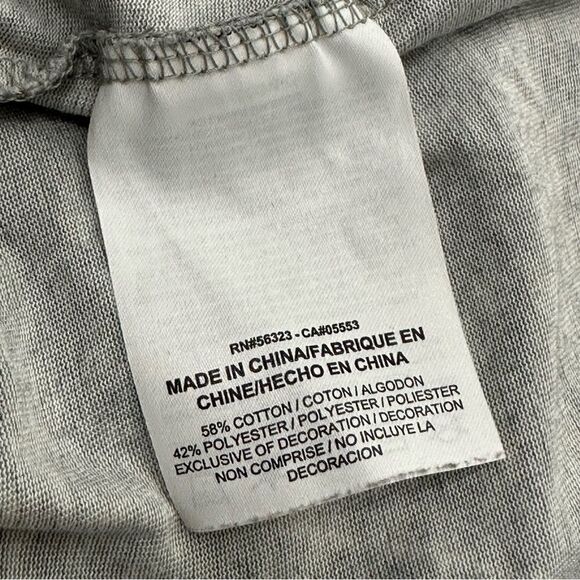 RN#56323 - CA#05553
MADE IN CHINA/FABRIQUE EN
CHINE/HECHO EN CHINA
58% COTTON / COTON / ALGODON
42% POLYESTER / POLYESTER / POLIESTER
EXCLUSIVE OF DECORATION / DECORATION
NON COMPRISE / NO INCLUYE LA
DECORACION